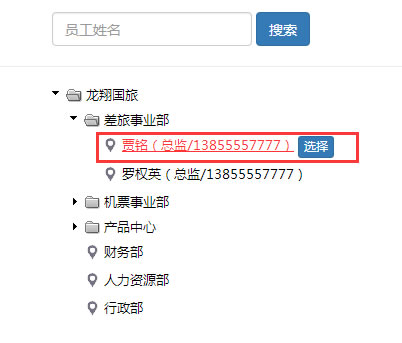 员工姓名 搜索
龙翔国旅
差旅事业部
贾铭（总监/13855557777） 选择
罗权英（总监/13855557777）
机票事业部
产品中心
财务部
人力资源部
行政部